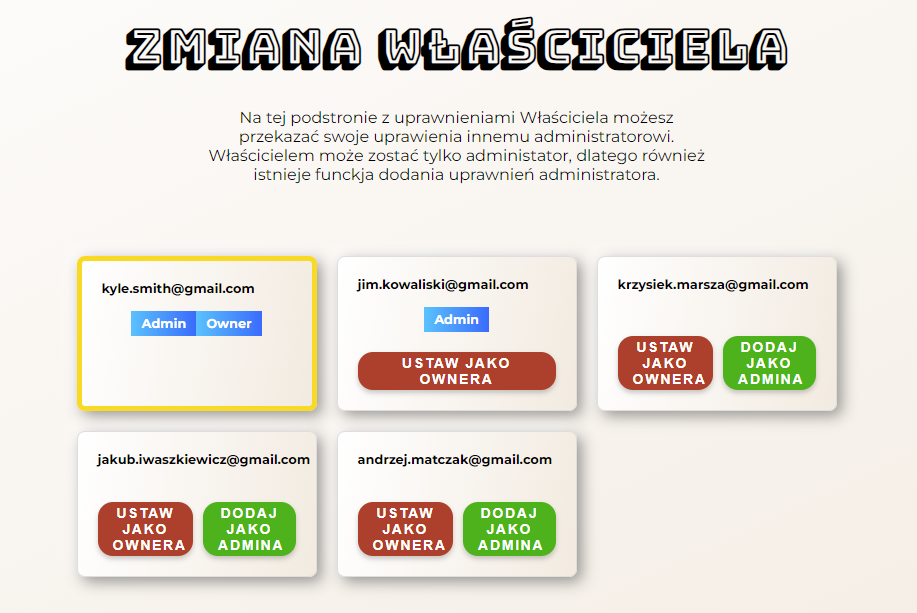 ZMIANA WŁAŚCICIELA
Na tej podstronie z uprawnieniami Właściciela możesz
przekazać swoje uprawienia innemu administratorowi.
Właścicielem może zostać tylko administator, dlatego również
istnieje funckja dodania uprawnień administratora.
kyle.smith@gmail.com
Admin Owner
jim.kowaliski@gmail.com
Admin
USTAW JAKO
OWNERA
krzysiek.marsza@gmail.com
USTAW
JAKO
OWNERA
DODAJ
JAKO
ADMINA
jakub.iwaszkiewicz@gmail.com
USTAW
JAKO
OWNERA
DODAJ
JAKO
ADMINA
andrzej.matczak@gmail.com
USTAW
JAKO
OWNERA
DODAJ
JAKO
ADMINA